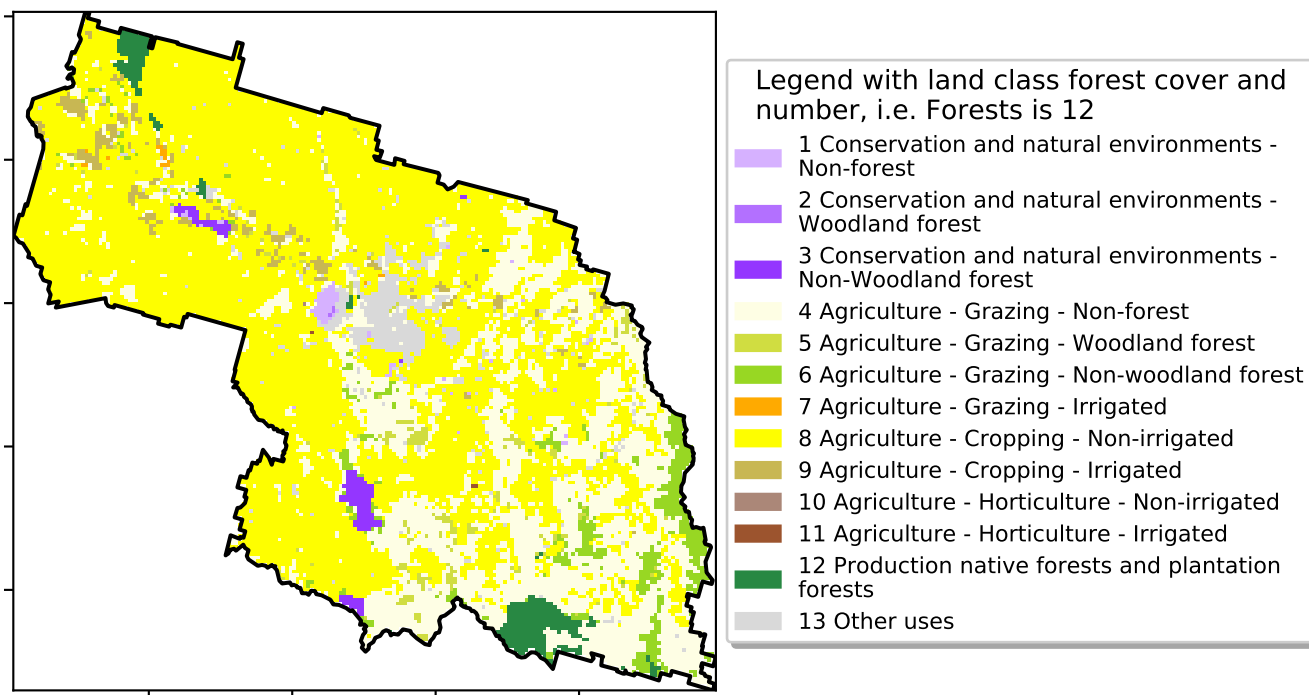 Legend with land class forest cover and
number, i.e. Forests is 12
1 Conservation and natural environments -
Non-forest
2 Conservation and natural environments -
Woodland forest
3 Conservation and natural environments -
Non-Woodland forest
4 Agriculture - Grazing - Non-forest
5 Agriculture - Grazing - Woodland forest
6 Agriculture - Grazing - Non-woodland forest
7 Agriculture - Grazing - Irrigated
8 Agriculture - Cropping - Non-irrigated
9 Agriculture - Cropping - Irrigated
10 Agriculture - Horticulture - Non-irrigated
11 Agriculture - Horticulture - Irrigated
12 Production native forests and plantation
forests
13 Other uses